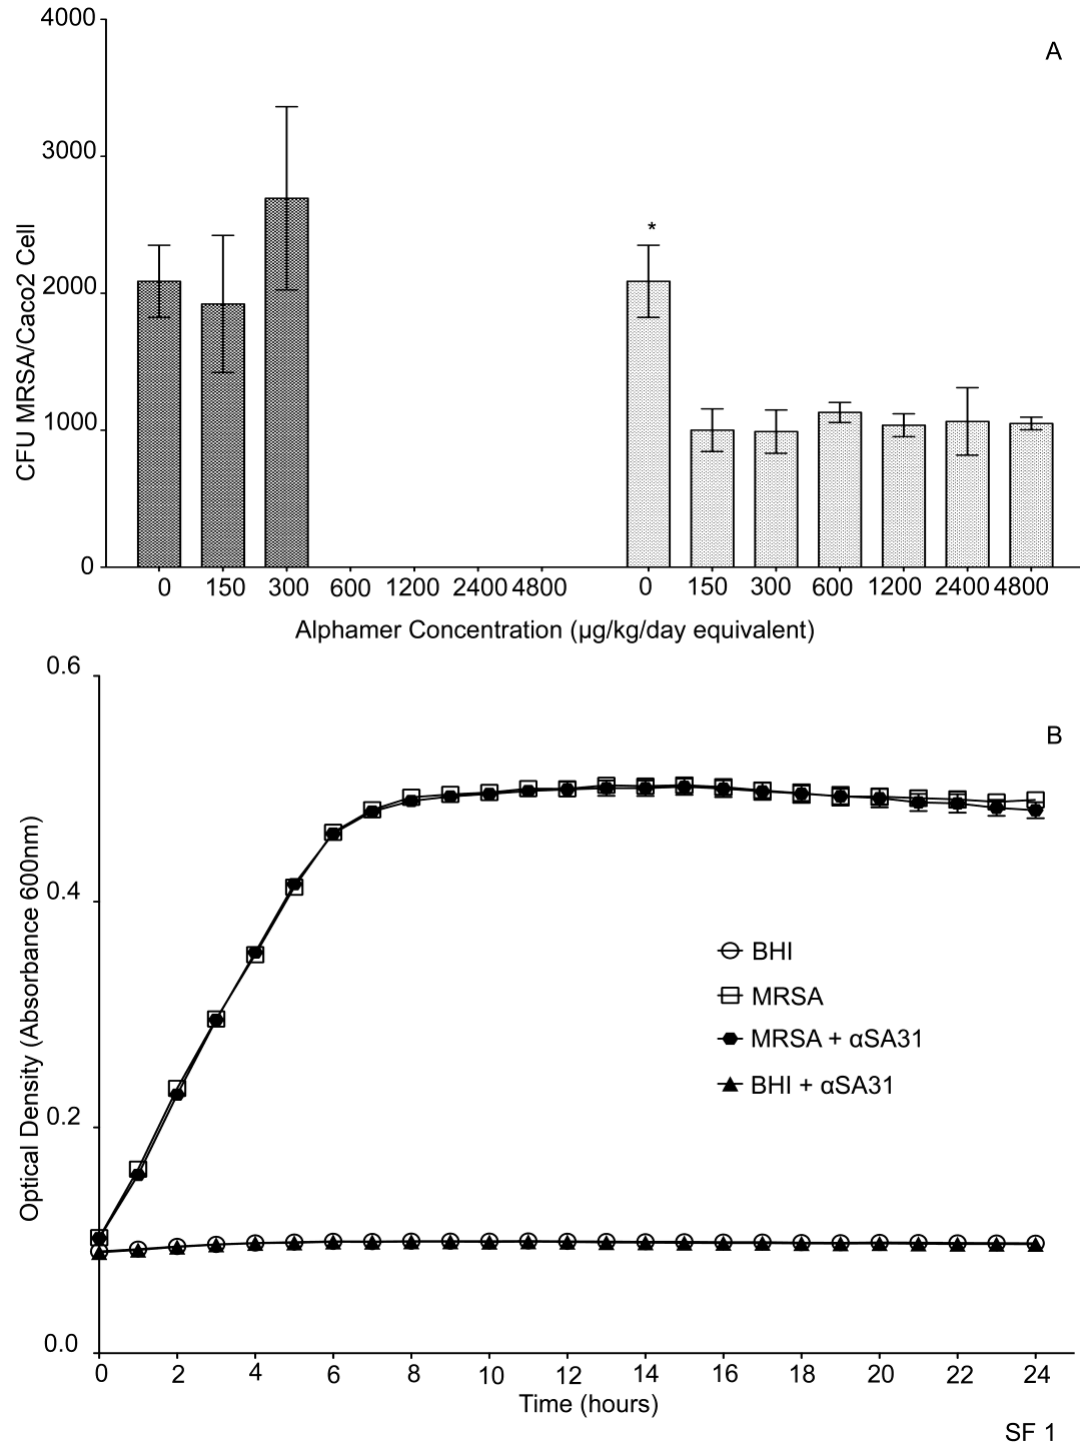 4000
A
3000
2000
1000
0
CFU MRSA/Caco2 Cell
*
0 150 300 600 1200 2400 4800 0 150 300 600 1200 2400 4800
Alphamer Concentration (µg/kg/day equivalent)
0.6
B
0.4
0.2
0.0
Optical Density (Absorbance 600nm)
BHI
MRSA
MRSA + αSA31
BHI + αSA31
0 2 4 6 8 10 12 14 16 18 20 22 24
Time (hours)
SF 1